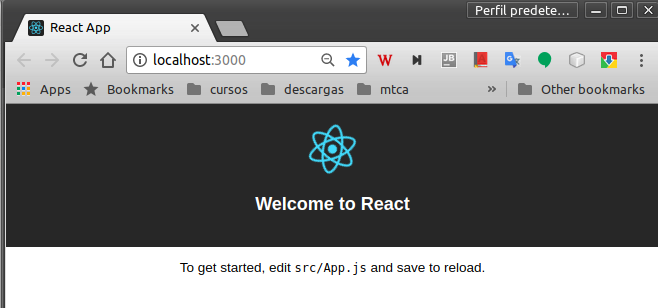 Perfil predete...
React App
localhost:3000
W
JB
Apps
Bookmarks
cursos
descargas
mtca
»
Other bookmarks
Welcome to React
To get started, edit src/App.js and save to reload.